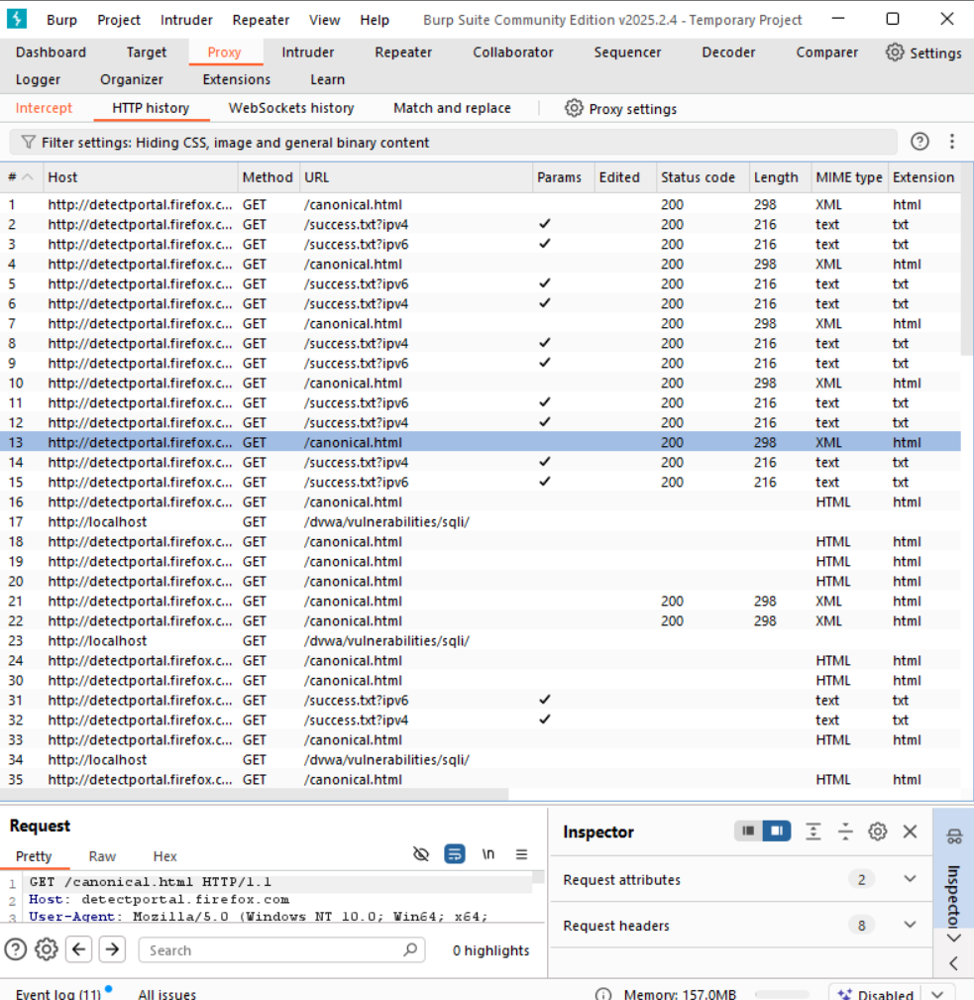 Burp Project Intruder Repeater View Help Burp Suite Community Edition v2025.2.4 - Temporary Project
Dashboard Target Proxy Intruder Repeater Collaborator Sequencer Decoder Comparer Settings
Logger Organizer Extensions Learn
Intercept HTTP history WebSockets history Match and replace Proxy settings
Filter settings: Hiding CSS, image and general binary content
# Host Method URL Params Edited Status code Length MIME type Extension
1 http://detectportal.firefox.c... GET /canonical.html 200 298 XML html
2 http://detectportal.firefox.c... GET /success.txt?ipv4 ✓ 200 216 text txt
3 http://detectportal.firefox.c... GET /success.txt?ipv6 ✓ 200 216 text txt
4 http://detectportal.firefox.c... GET /canonical.html 200 298 XML html
5 http://detectportal.firefox.c... GET /success.txt?ipv6 ✓ 200 216 text txt
6 http://detectportal.firefox.c... GET /success.txt?ipv4 ✓ 200 216 text txt
7 http://detectportal.firefox.c... GET /canonical.html 200 298 XML html
8 http://detectportal.firefox.c... GET /success.txt?ipv4 ✓ 200 216 text txt
9 http://detectportal.firefox.c... GET /success.txt?ipv6 ✓ 200 216 text txt
10 http://detectportal.firefox.c... GET /canonical.html 200 298 XML html
11 http://detectportal.firefox.c... GET /success.txt?ipv6 ✓ 200 216 text txt
12 http://detectportal.firefox.c... GET /success.txt?ipv4 ✓ 200 216 text txt
13 http://detectportal.firefox.c... GET /canonical.html 200 298 XML html
14 http://detectportal.firefox.c... GET /success.txt?ipv4 ✓ 200 216 text txt
15 http://detectportal.firefox.c... GET /success.txt?ipv6 ✓ 200 216 text txt
16 http://detectportal.firefox.c... GET /canonical.html HTML html
17 http://localhost GET /dvwa/vulnerabilities/sqli/
18 http://detectportal.firefox.c... GET /canonical.html HTML html
19 http://detectportal.firefox.c... GET /canonical.html HTML html
20 http://detectportal.firefox.c... GET /canonical.html HTML html
21 http://detectportal.firefox.c... GET /canonical.html 200 298 XML html
22 http://detectportal.firefox.c... GET /canonical.html 200 298 XML html
23 http://localhost GET /dvwa/vulnerabilities/sqli/
24 http://detectportal.firefox.c... GET /canonical.html HTML html
30 http://detectportal.firefox.c... GET /canonical.html HTML html
31 http://detectportal.firefox.c... GET /success.txt?ipv6 ✓ text txt
32 http://detectportal.firefox.c... GET /success.txt?ipv4 ✓ text txt
33 http://detectportal.firefox.c... GET /canonical.html HTML html
34 http://localhost GET /dvwa/vulnerabilities/sqli/
35 http://detectportal.firefox.c... GET /canonical.html HTML html
Request
Pretty Raw Hex \n
1 GET /canonical.html HTTP/1.1
2 Host: detectportal.firefox.com
3 User-Agent: Mozilla/5.0 (Windows NT 10.0; Win64; x64;
Search 0 highlights
Inspector
Request attributes 2
Request headers 8
Inspector
Event log (11) All issues Memory: 157.0MB Disabled